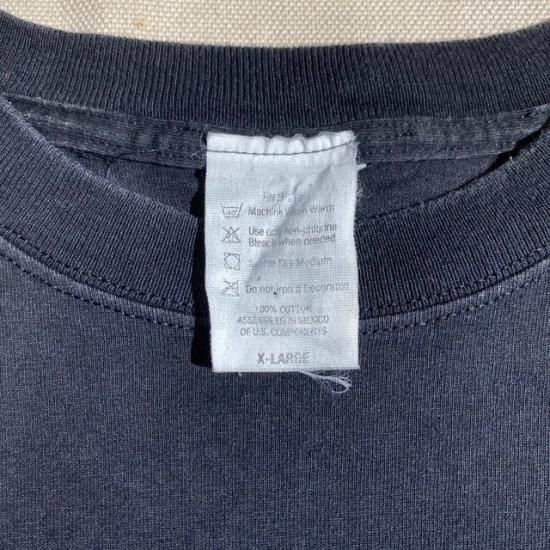 40
Machine Wash Warm
Use only non-chlorine
Bleach when needed
Dry Medium
Do not iron if Decorated
100% COTTON
ASSEMBLED IN MEXICO
OF U.S. COMPONENTS
X-LARGE